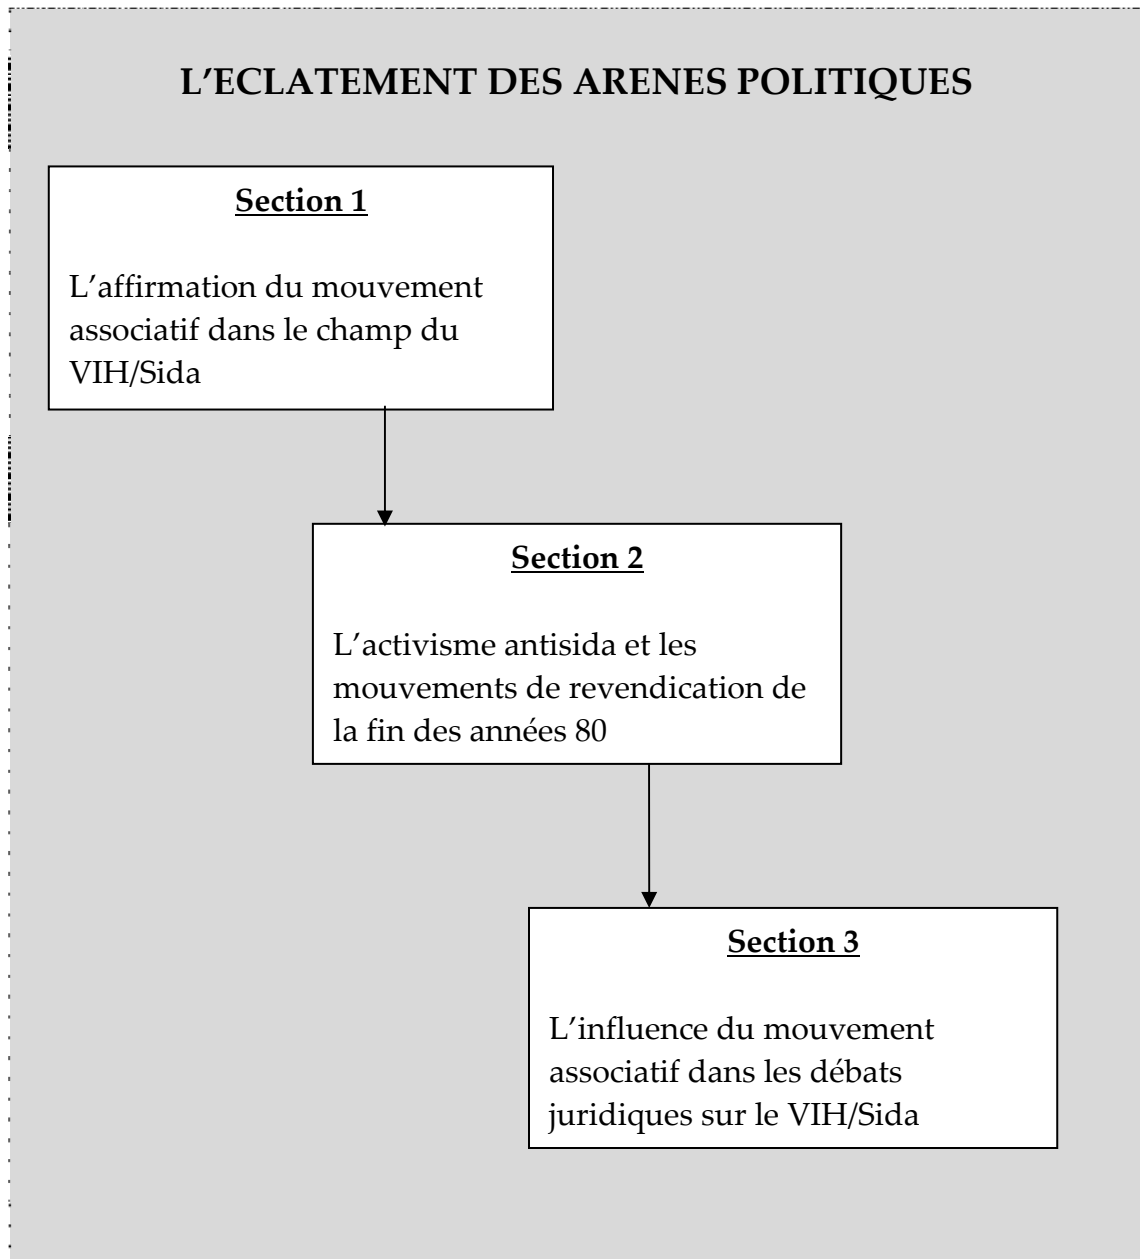 L’ECLATEMENT DES ARENES POLITIQUES
Section 1
L’affirmation du mouvement
associatif dans le champ du
VIH/Sida
Section 2
L’activisme antisida et les
mouvements de revendication de
la fin des années 80
Section 3
L’influence du mouvement
associatif dans les débats
juridiques sur le VIH/Sida